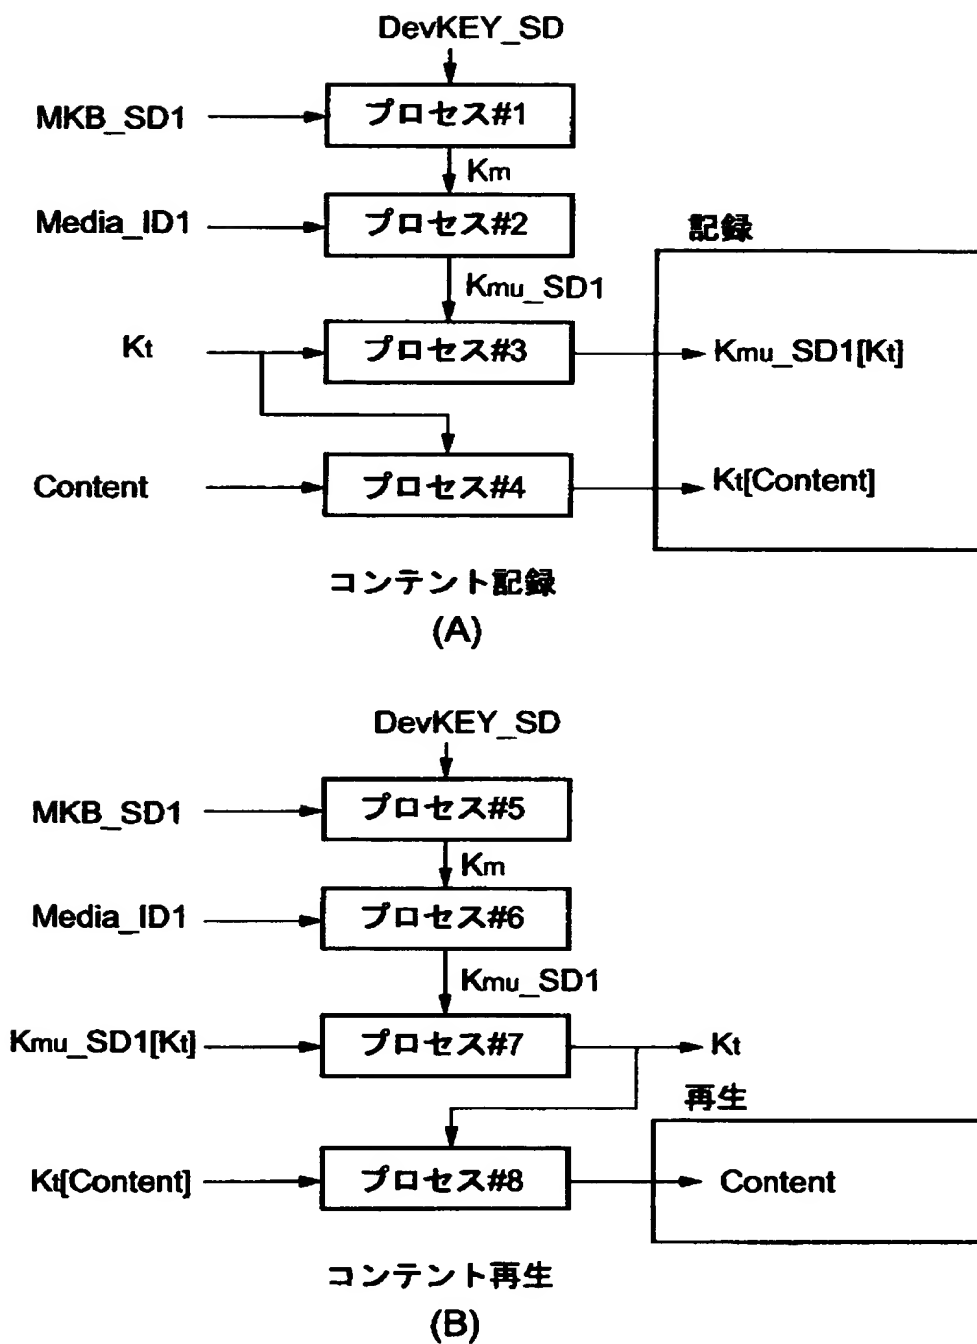 DevKEY_SD
MKB_SD1
プロセス#1
Km
Media_ID1
プロセス#2
記録
Kmu_SD1
Kt
プロセス#3
Kmu_SD1[Kt]
Content
プロセス#4
Kt[Content]
コンテント記録
(A)
DevKEY_SD
MKB_SD1
プロセス#5
Km
Media_ID1
プロセス#6
Kmu_SD1
Kmu_SD1[Kt]
プロセス#7
Kt
再生
Kt[Content]
プロセス#8
Content
コンテント再生
(B)